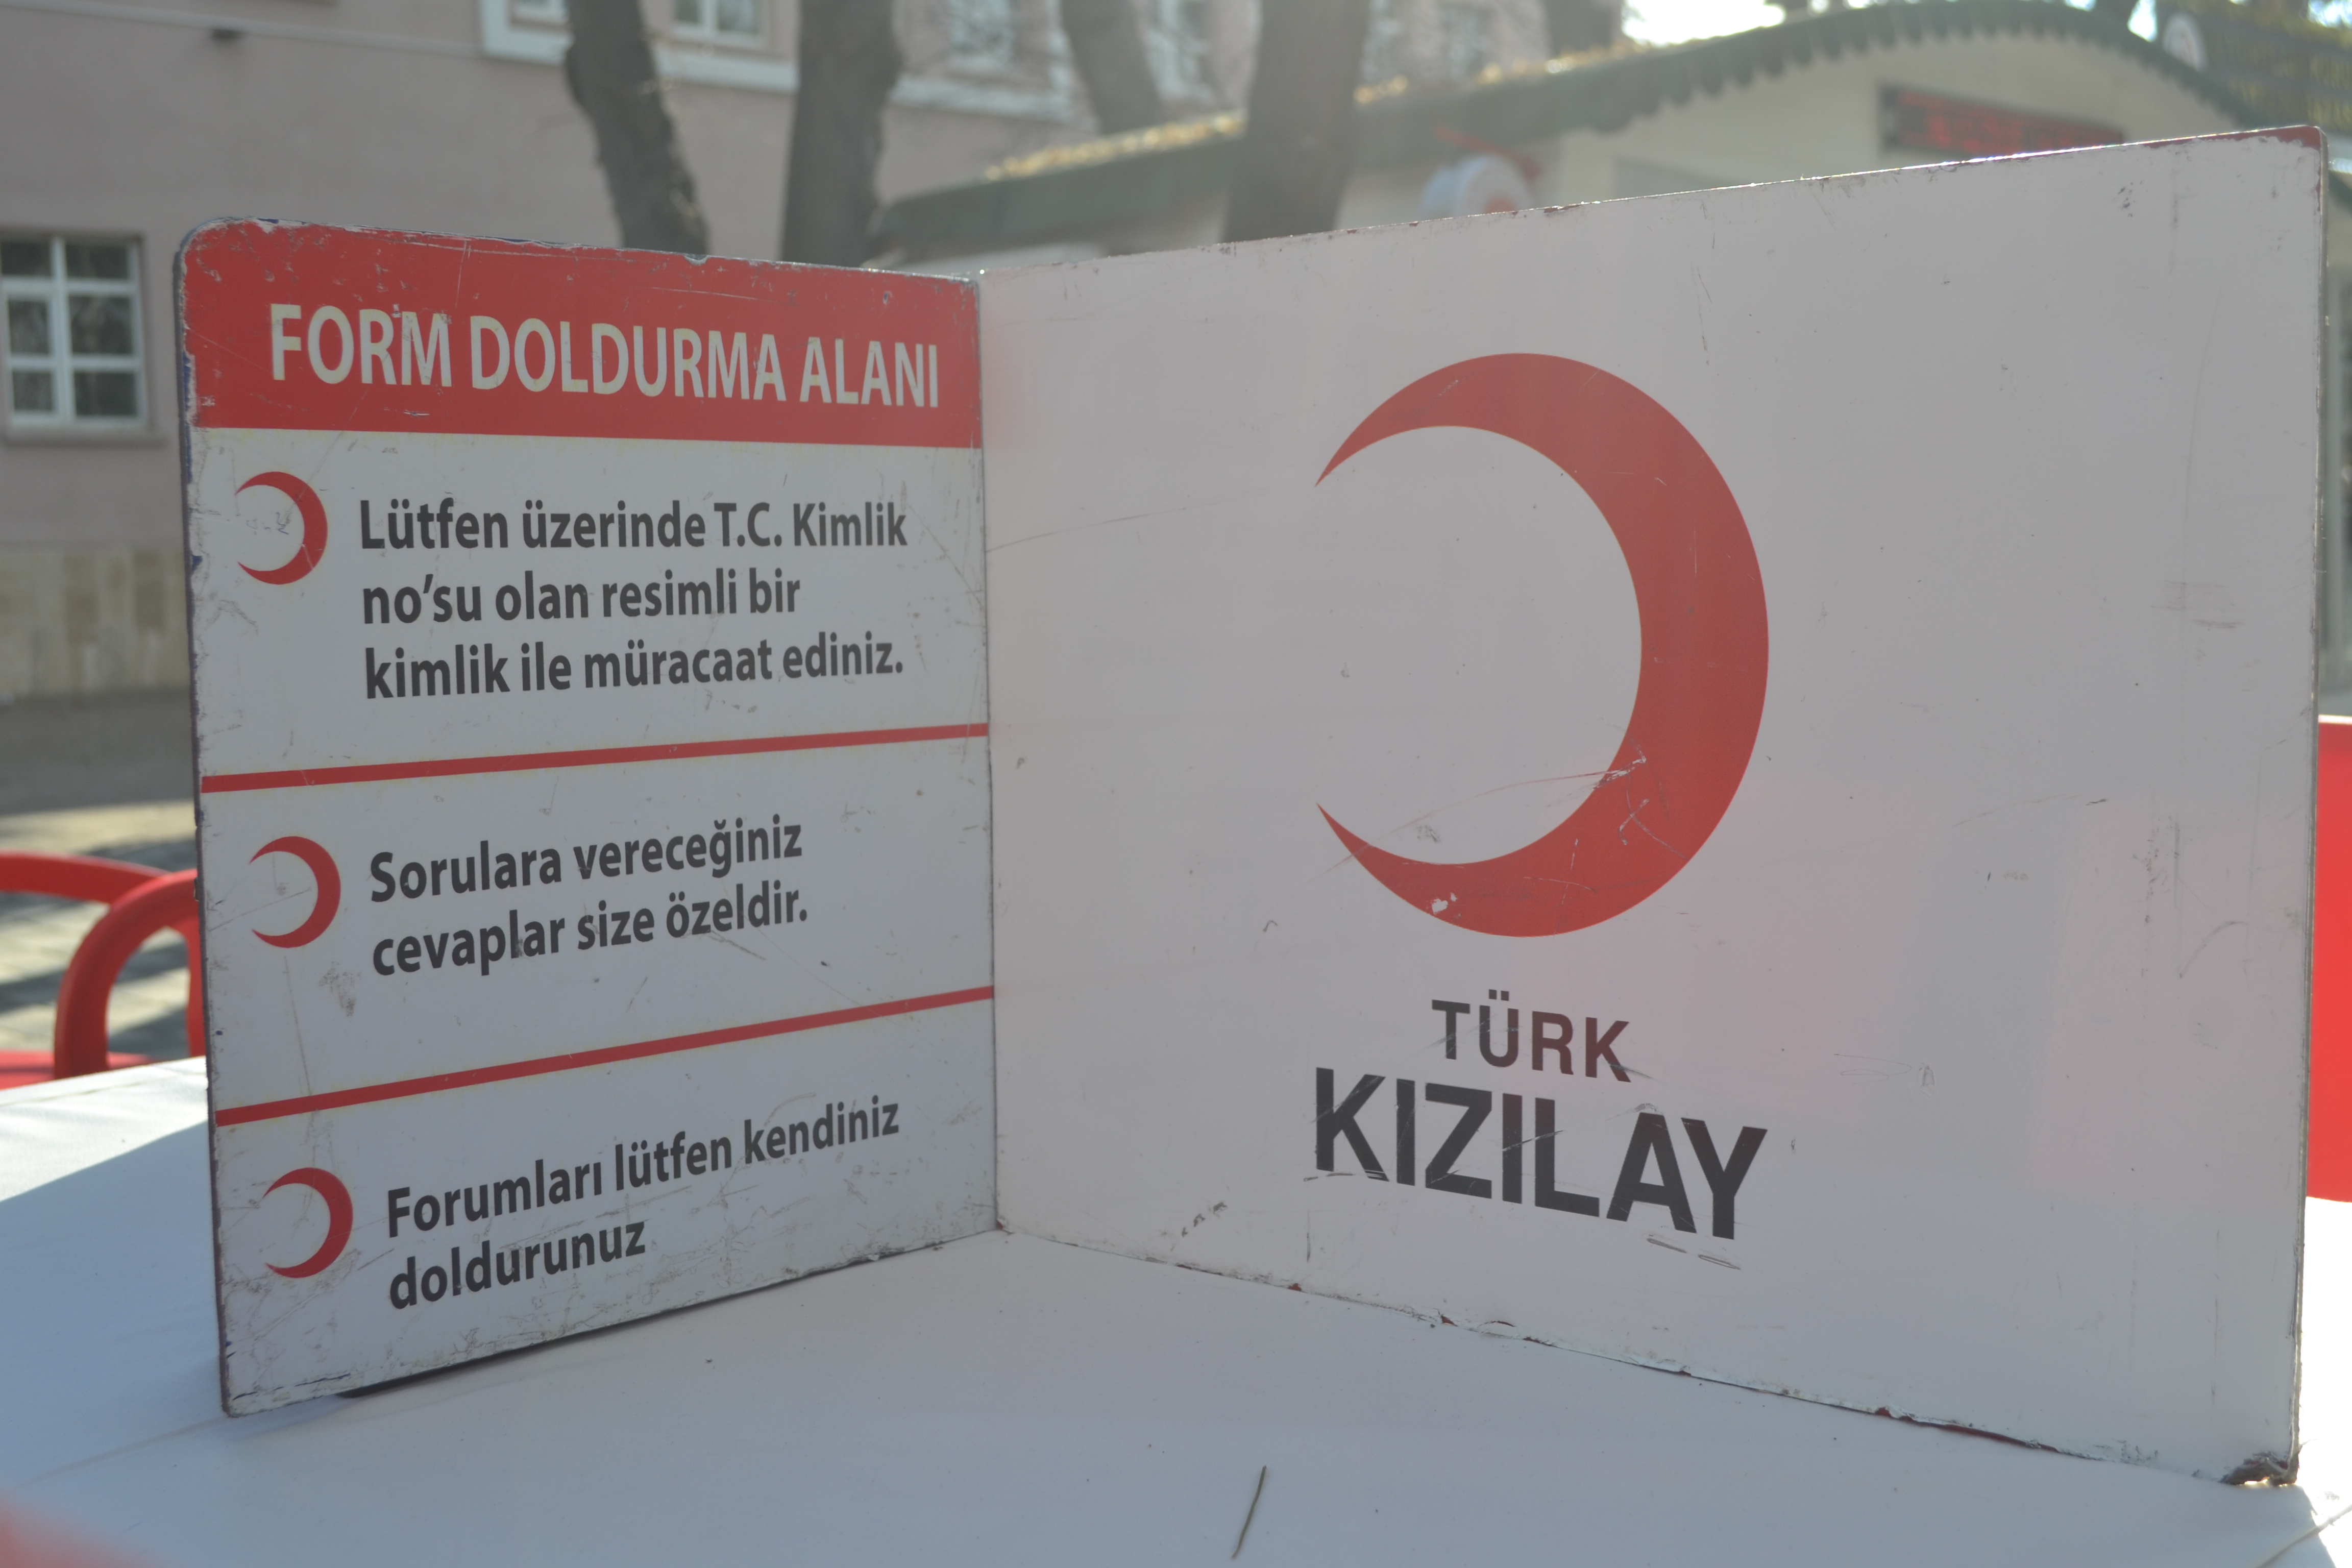 FORM DOLDURMA ALANI
Lütfen üzerinde T.C. Kimlik
no'su olan resimli bir
kimlik ile müracaat ediniz.
Sorulara vereceğiniz
cevaplar size özeldir.
Forumları lütfen kendiniz
doldurunuz
TÜRK
KIZILAY